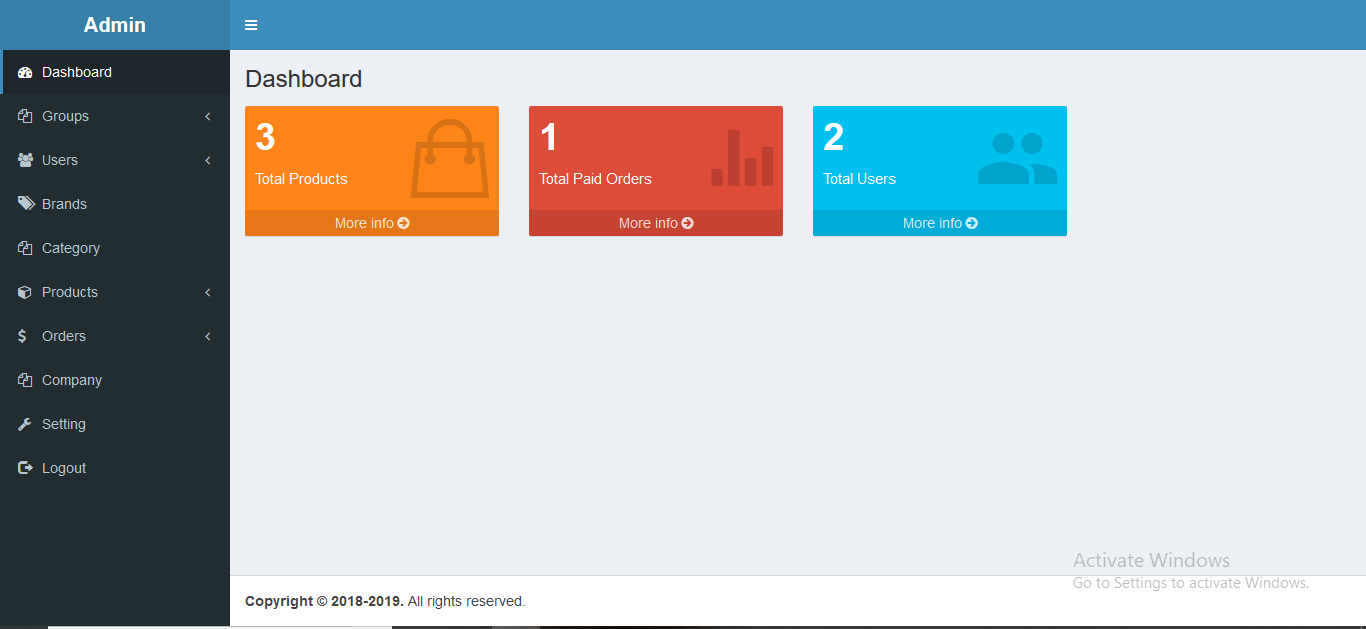 Admin
Dashboard
Groups
Users
Brands
Category
Products
Orders
Company
Setting
Logout
Dashboard
3
Total Products
More info
1
Total Paid Orders
More info
2
Total Users
More info
Activate Windows
Go to Settings to activate Windows.
Copyright © 2018-2019. All rights reserved.